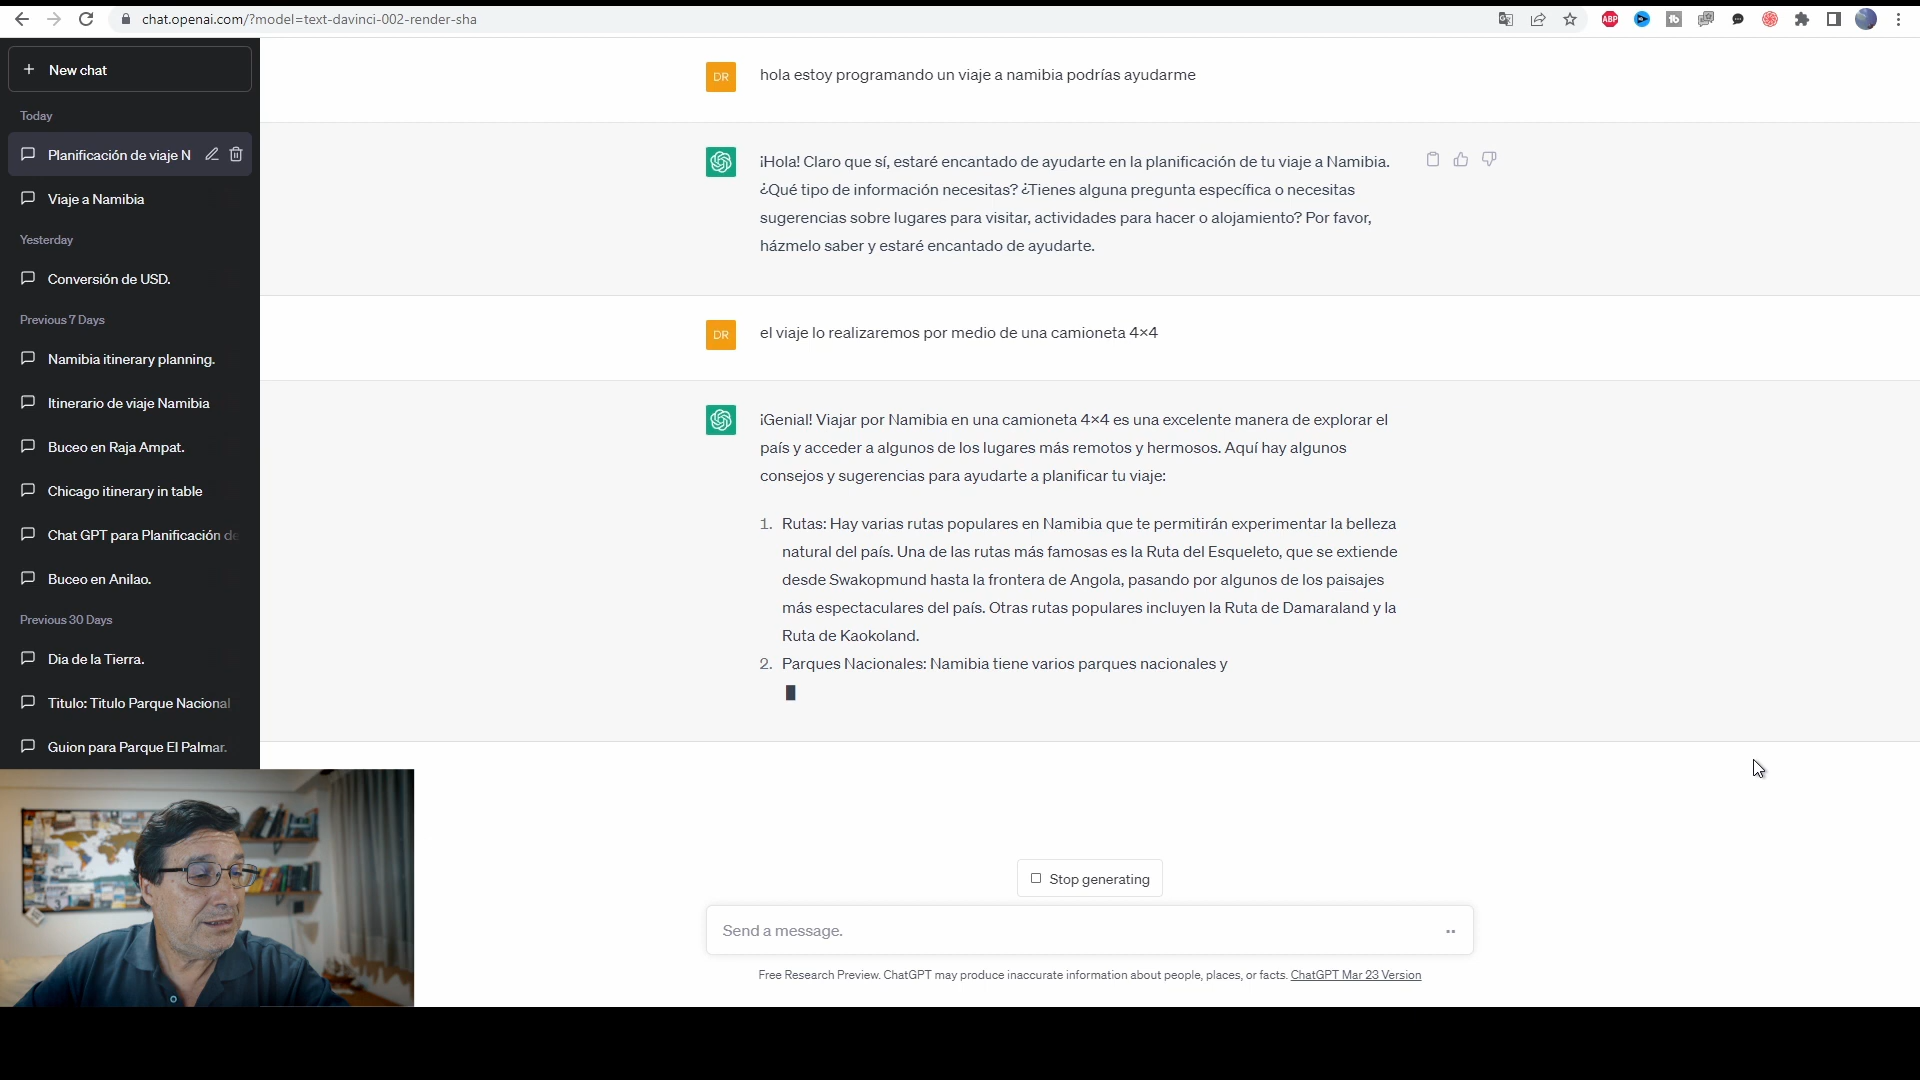 chat.openai.com/?model=text-davinci-002-render-sha
ABP
New chat
Today
Planificación de viaje N
Viaje a Namibia
Yesterday
Conversión de USD.
Previous 7 Days
Namibia itinerary planning.
Itinerario de viaje Namibia
Buceo en Raja Ampat.
Chicago itinerary in table
Chat GPT para Planificación de
Buceo en Anilao.
Previous 30 Days
Dia de la Tierra.
Titulo: Titulo Parque Nacional
Guion para Parque El Palmar.
DR
hola estoy programando un viaje a namibia podrías ayudarme
¡Hola! Claro que sí, estaré encantado de ayudarte en la planificación de tu viaje a Namibia.
¿Qué tipo de información necesitas? ¿Tienes alguna pregunta específica o necesitas
sugerencias sobre lugares para visitar, actividades para hacer o alojamiento? Por favor,
házmelo saber y estaré encantado de ayudarte.
DR
el viaje lo realizaremos por medio de una camioneta 4×4
¡Genial! Viajar por Namibia en una camioneta 4×4 es una excelente manera de explorar el
país y acceder a algunos de los lugares más remotos y hermosos. Aquí hay algunos
consejos y sugerencias para ayudarte a planificar tu viaje:
1. Rutas: Hay varias rutas populares en Namibia que te permitirán experimentar la belleza
natural del país. Una de las rutas más famosas es la Ruta del Esqueleto, que se extiende
desde Swakopmund hasta la frontera de Angola, pasando por algunos de los paisajes
más espectaculares del país. Otras rutas populares incluyen la Ruta de Damaraland y la
Ruta de Kaokoland.
2. Parques Nacionales: Namibia tiene varios parques nacionales y
Stop generating
Send a message.
Free Research Preview. ChatGPT may produce inaccurate information about people, places, or facts. ChatGPT Mar 23 Version